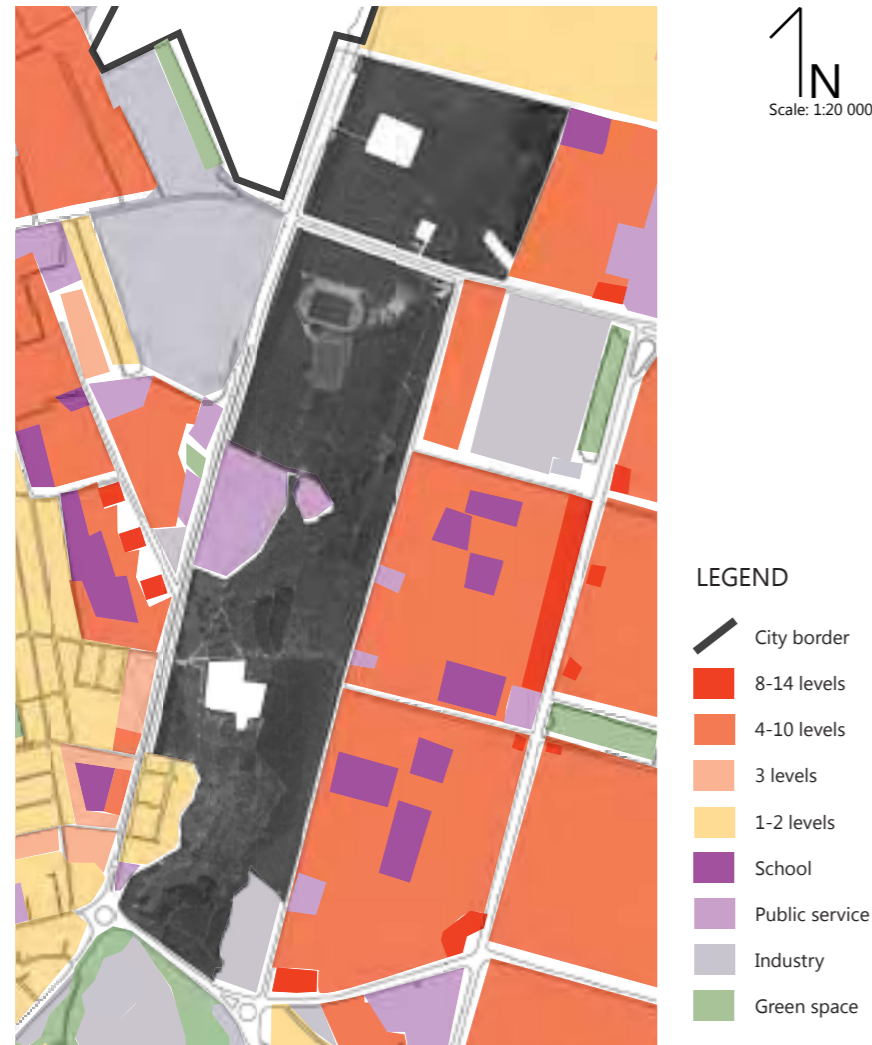 N
Scale: 1:20 000
LEGEND
City border
8-14 levels
4-10 levels
3 levels
1-2 levels
School
Public service
Industry
Green space